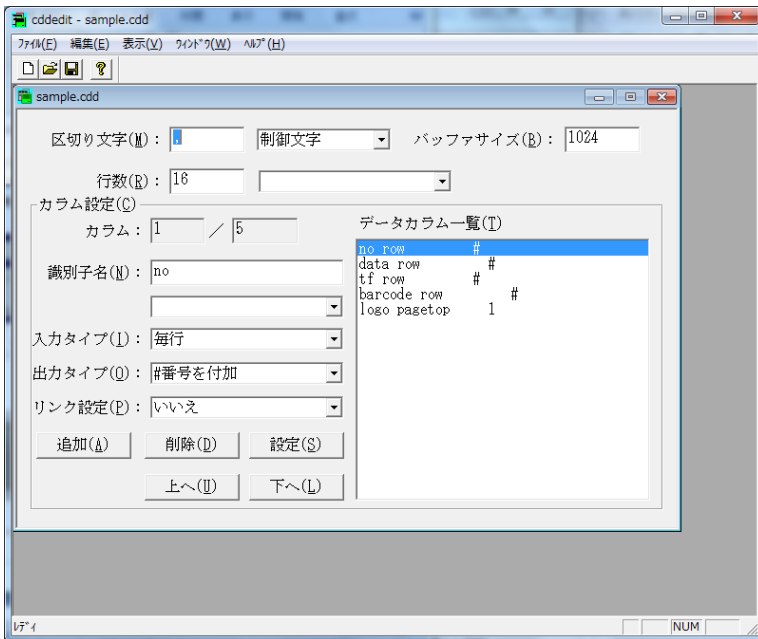 cddedit - sample.cdd
ﾌｧｲﾙ(F) 編集(E) 表示(V) ｳｨﾝﾄﾞｳ(W) ﾍﾙﾌﾟ(H)
sample.cdd
区切り文字(M)： , 制御文字 バッファサイズ(B)： 1024
行数(R)： 16
カラム設定(C)
カラム： 1 ／ 5
データカラム一覧(T)
no row #
data row #
tf row #
barcode row #
logo pagetop 1
識別子名(N)： no
入力タイプ(I)： 毎行
出力タイプ(O)： #番号を付加
リンク設定(P)： いいえ
追加(A) 削除(D) 設定(S)
上へ(U) 下へ(L)
ﾚﾃﾞｨ NUM